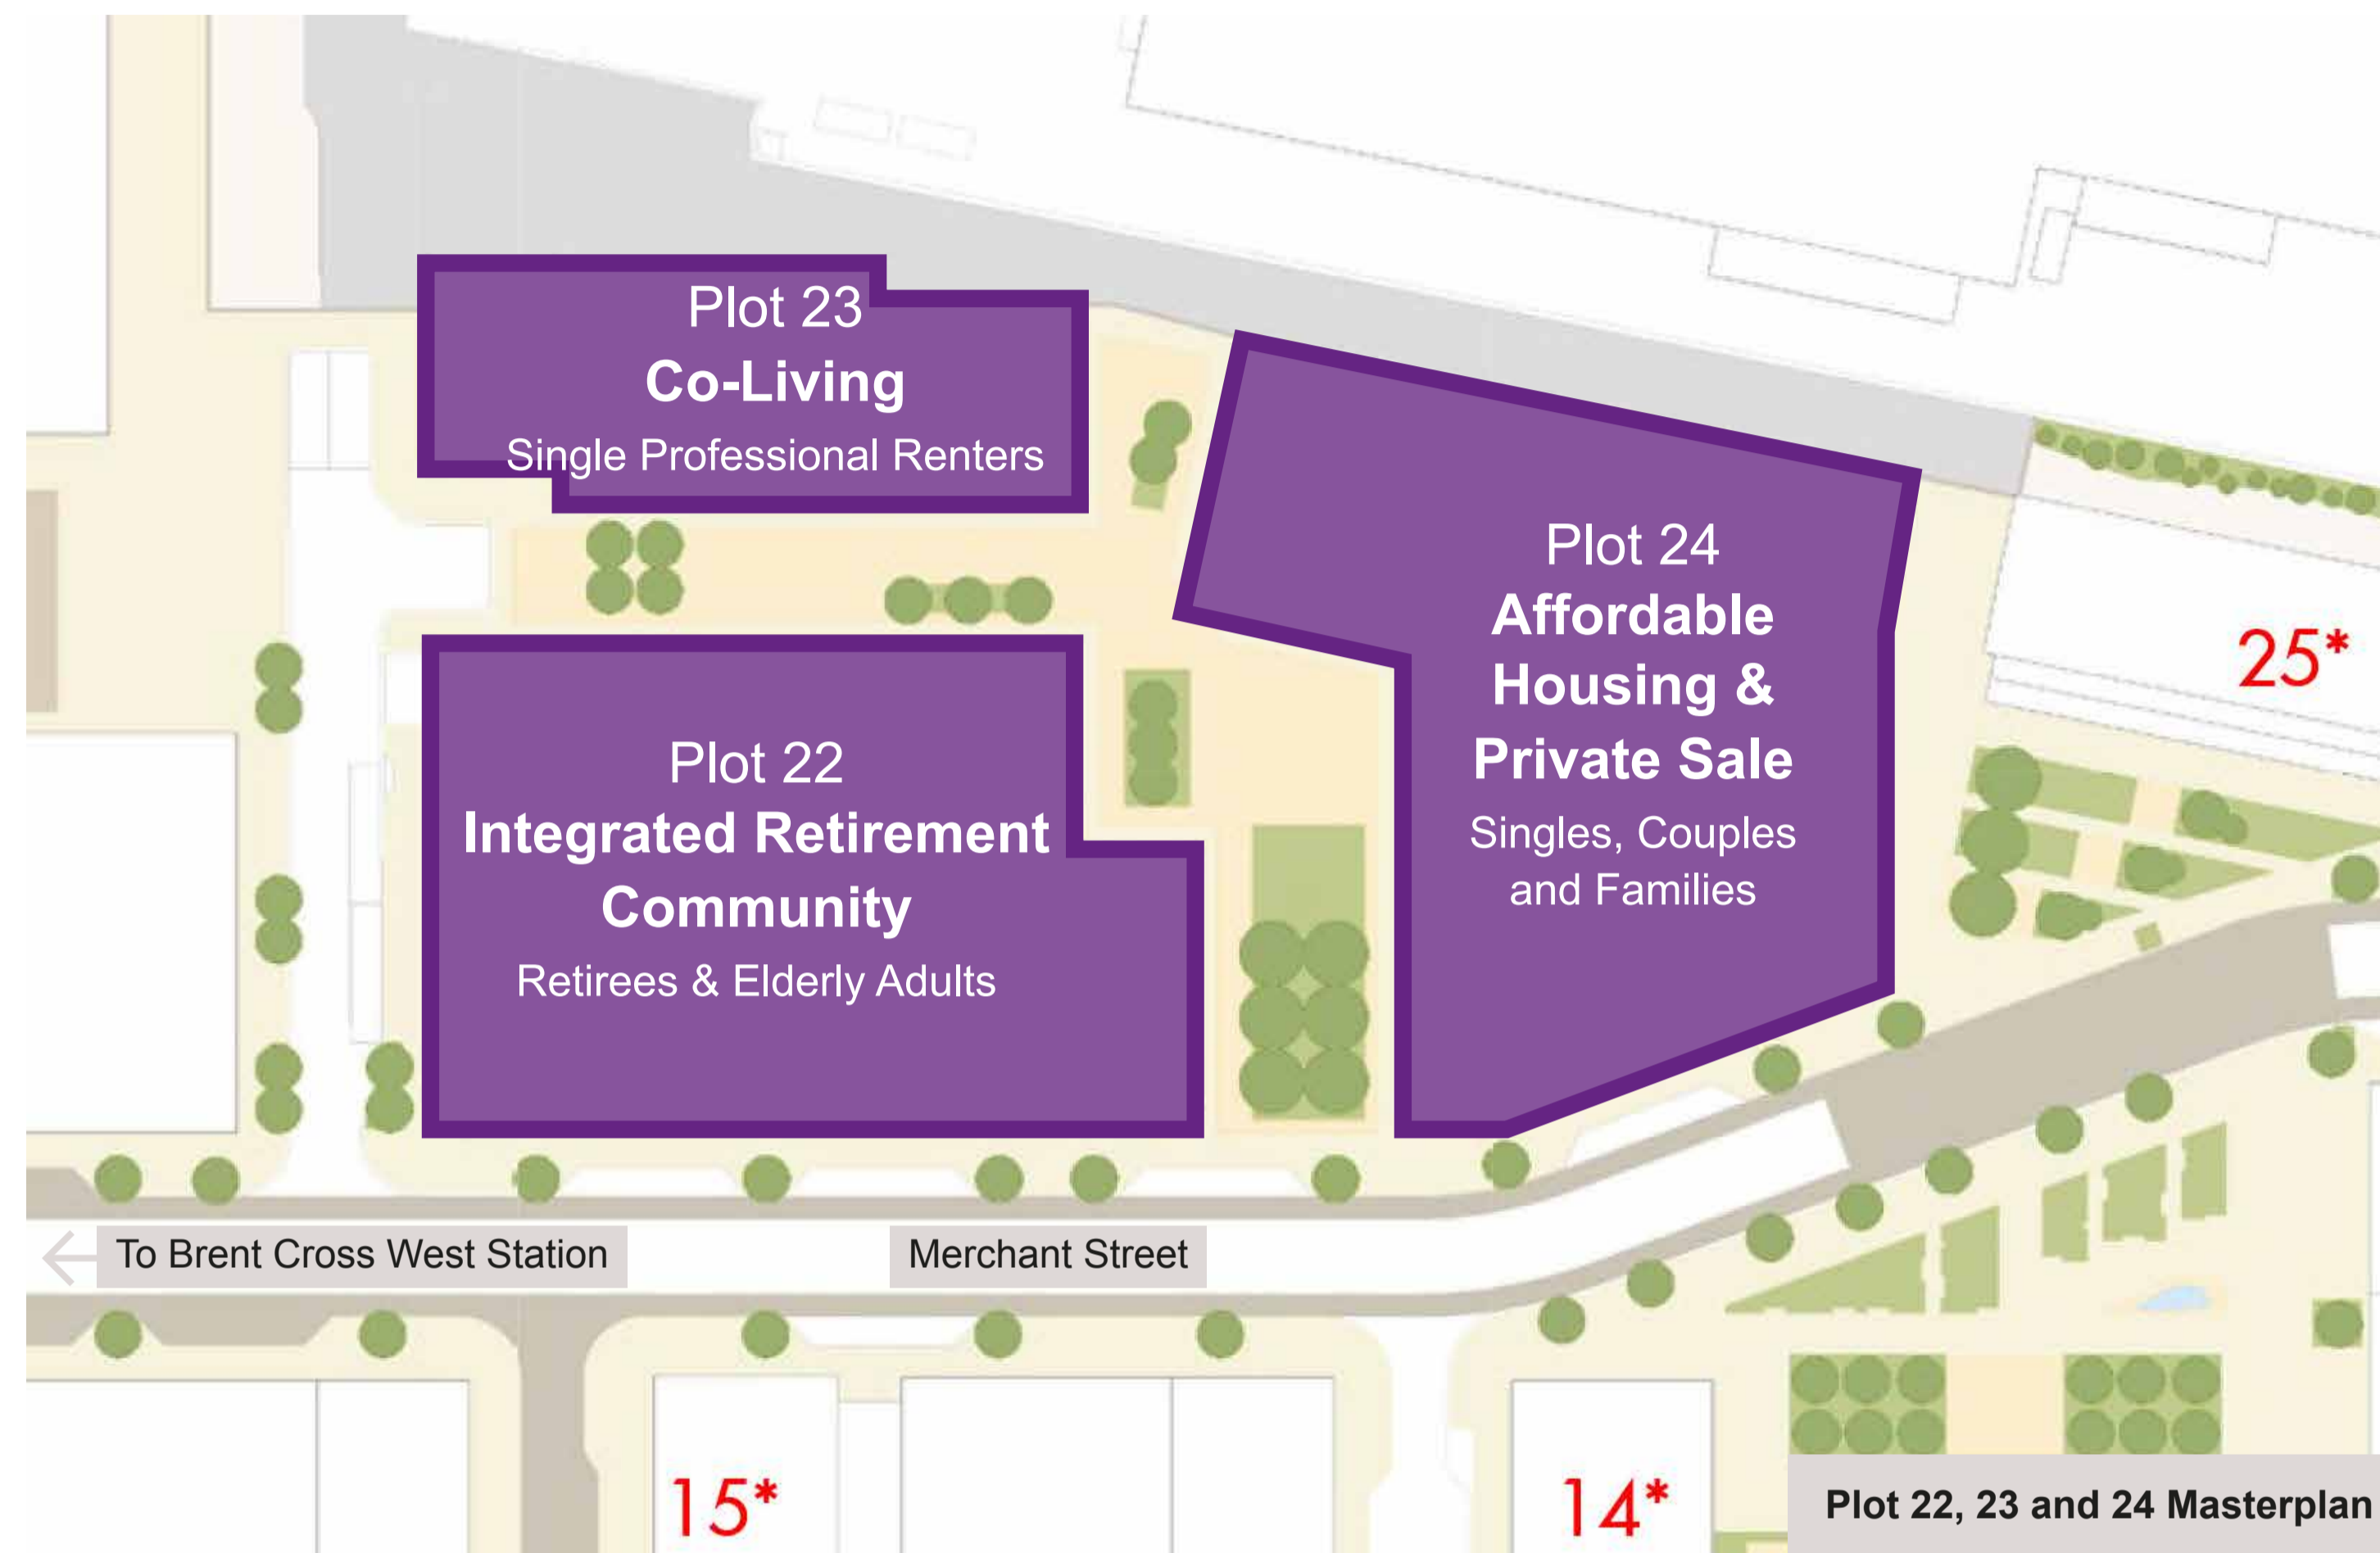 Plot 23
Co-Living
Single Professional Renters
Plot 24
Affordable
Housing &
Private Sale
Singles, Couples
and Families
25*
Plot 22
Integrated Retirement
Community
Retirees & Elderly Adults
To Brent Cross West Station
Merchant Street
15*
14*
Plot 22, 23 and 24 Masterplan